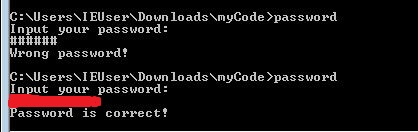 C:\Users\IEUser\Downloads\myCode>password
Input your password:
######
Wrong password!
C:\Users\IEUser\Downloads\myCode>password
Input your password:
Password is correct!